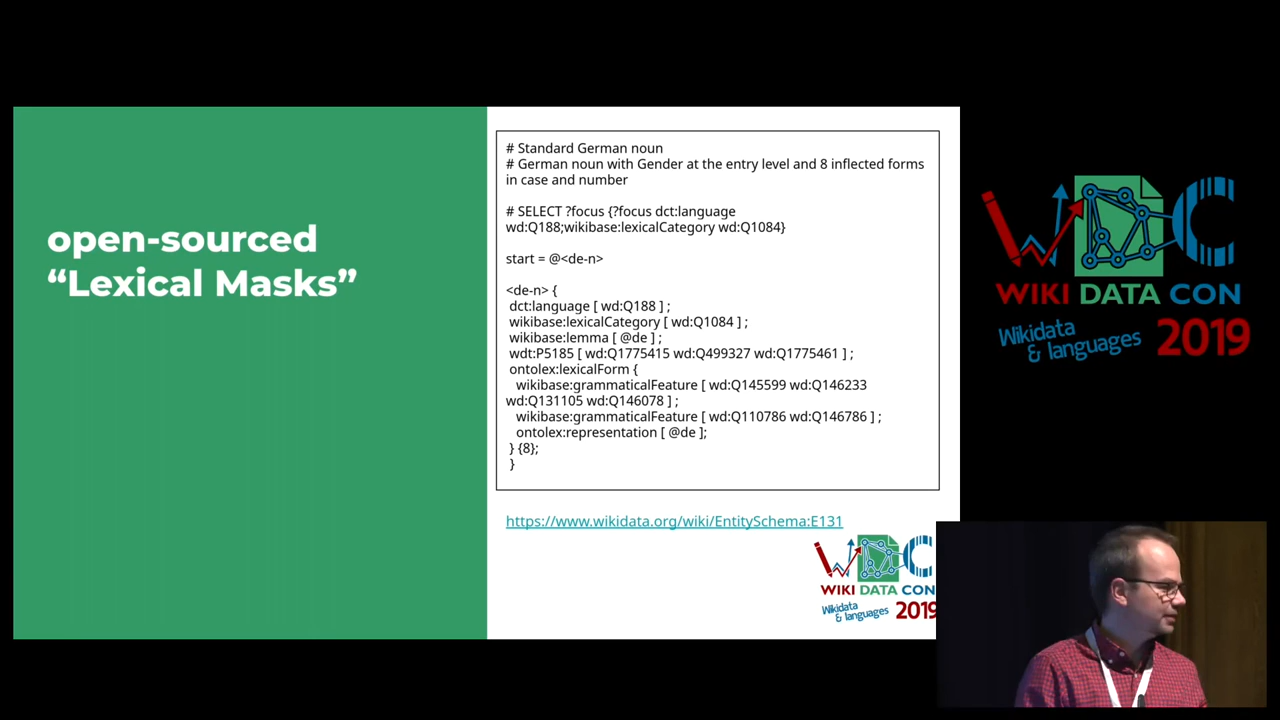 open-sourced
“Lexical Masks”
# Standard German noun
# German noun with Gender at the entry level and 8 inflected forms
in case and number
# SELECT ?focus {?focus dct:language
wd:Q188;wikibase:lexicalCategory wd:Q1084}
start = @<de-n>
<de-n> {
dct:language [ wd:Q188 ] ;
wikibase:lexicalCategory [ wd:Q1084 ] ;
wikibase:lemma [ @de ] ;
wdt:P5185 [ wd:Q1775415 wd:Q499327 wd:Q1775461 ] ;
ontolex:lexicalForm {
wikibase:grammaticalFeature [ wd:Q145599 wd:Q146233
wd:Q131105 wd:Q146078 ] ;
wikibase:grammaticalFeature [ wd:Q110786 wd:Q146786 ] ;
ontolex:representation [ @de ];
} {8};
}
https://www.wikidata.org/wiki/EntitySchema:E131
WIKI DATA CON
Wikidata
& languages 2019
WDC
WIKI DATA CON
Wikidata
& languages 2019